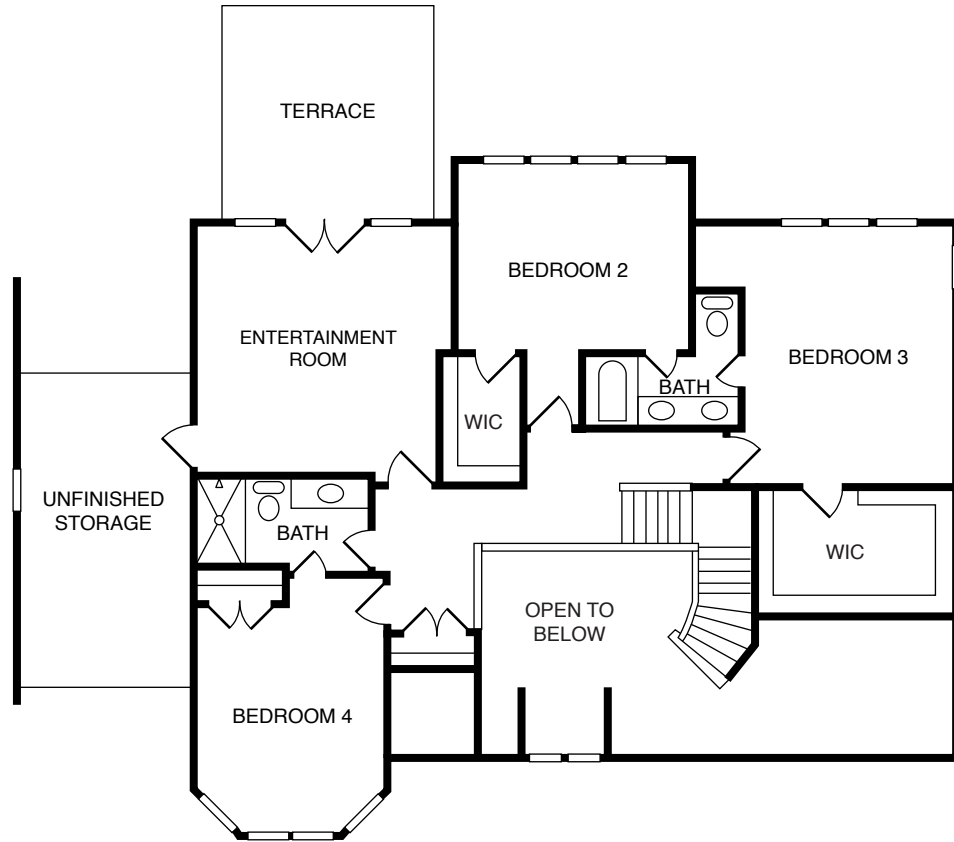 TERRACE
BEDROOM 2
ENTERTAINMENT
ROOM
BEDROOM 3
BATH
WIC
UNFINISHED
STORAGE
BATH
WIC
OPEN TO
BELOW
BEDROOM 4